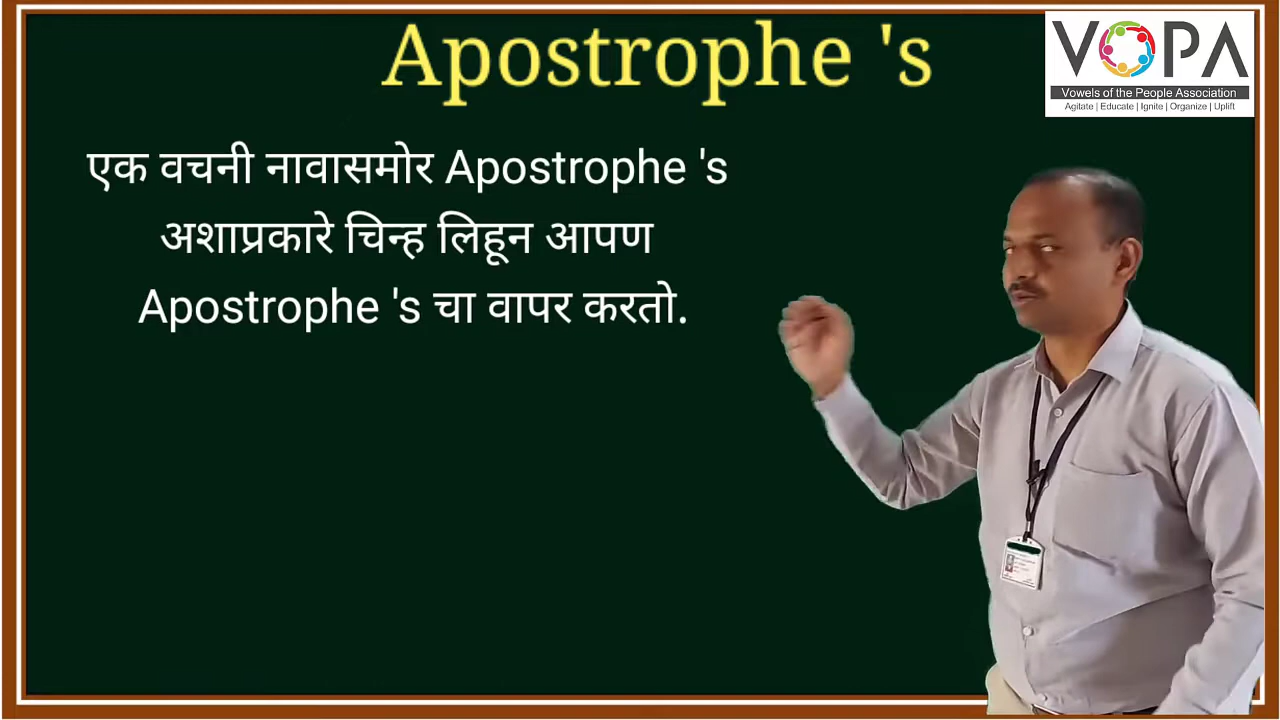 Apostrophe 's
VOPA
Vowels of the People Association
Agitate | Educate | Ignite | Organize | Uplift
एक वचनी नावासमोर Apostrophe 's
अशाप्रकारे चिन्ह लिहून आपण
Apostrophe 's चा वापर करतो.